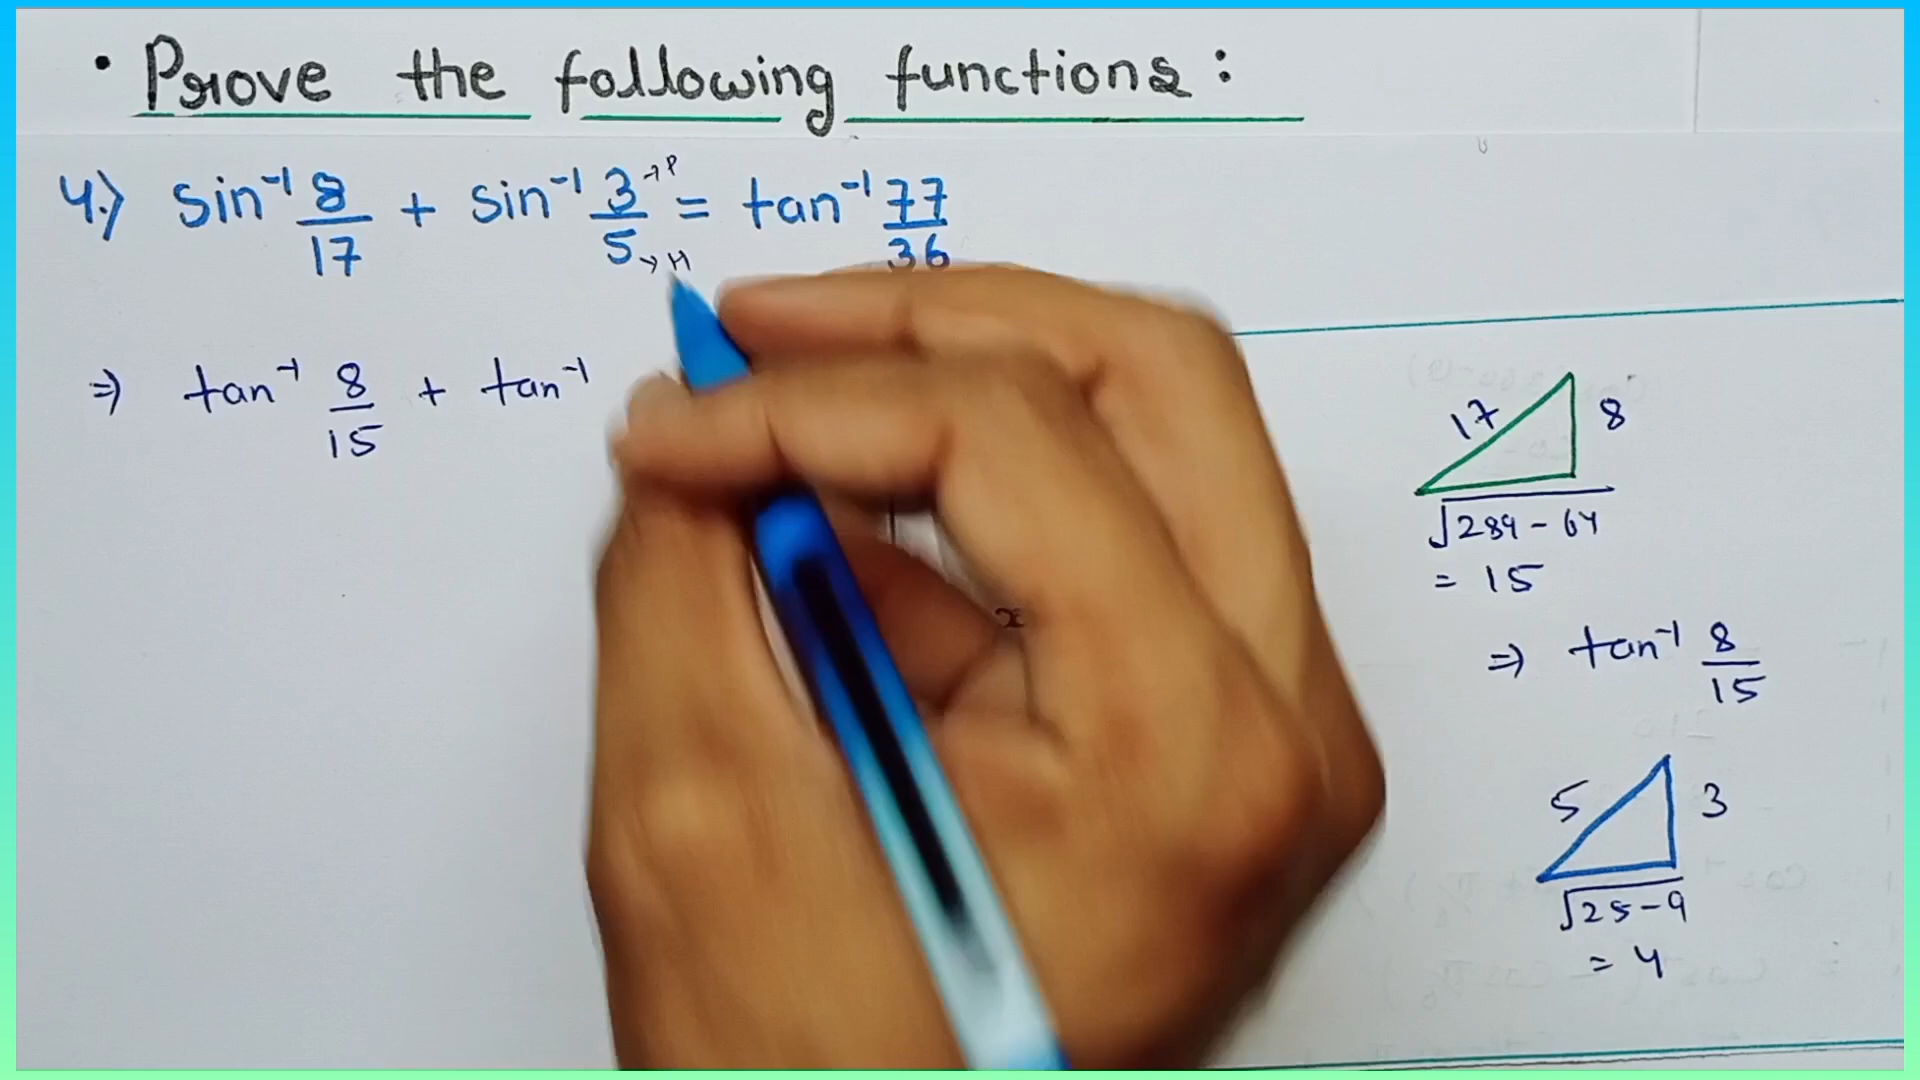 • Prove the following functions:
4.) sin⁻¹ 8/17 + sin⁻¹ 3/5 = tan⁻¹ 77/36
→P
→H
⇒ tan⁻¹ 8/15 + tan⁻¹
17
8
√289-64
= 15
⇒ tan⁻¹ 8/15
5
3
√25-9
= 4
x